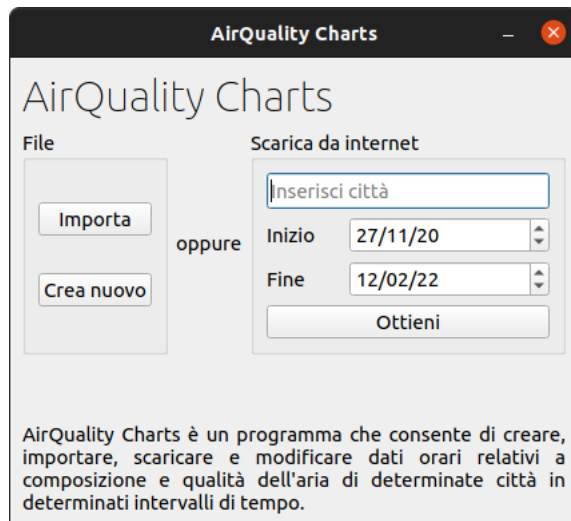 AirQuality Charts
AirQuality Charts
File
Scarica da internet
Inserisci città
Importa
oppure
Inizio
27/11/20
Crea nuovo
Fine
12/02/22
Ottieni
AirQuality Charts è un programma che consente di creare,
importare, scaricare e modificare dati orari relativi a
composizione e qualità dell'aria di determinate città in
determinati intervalli di tempo.